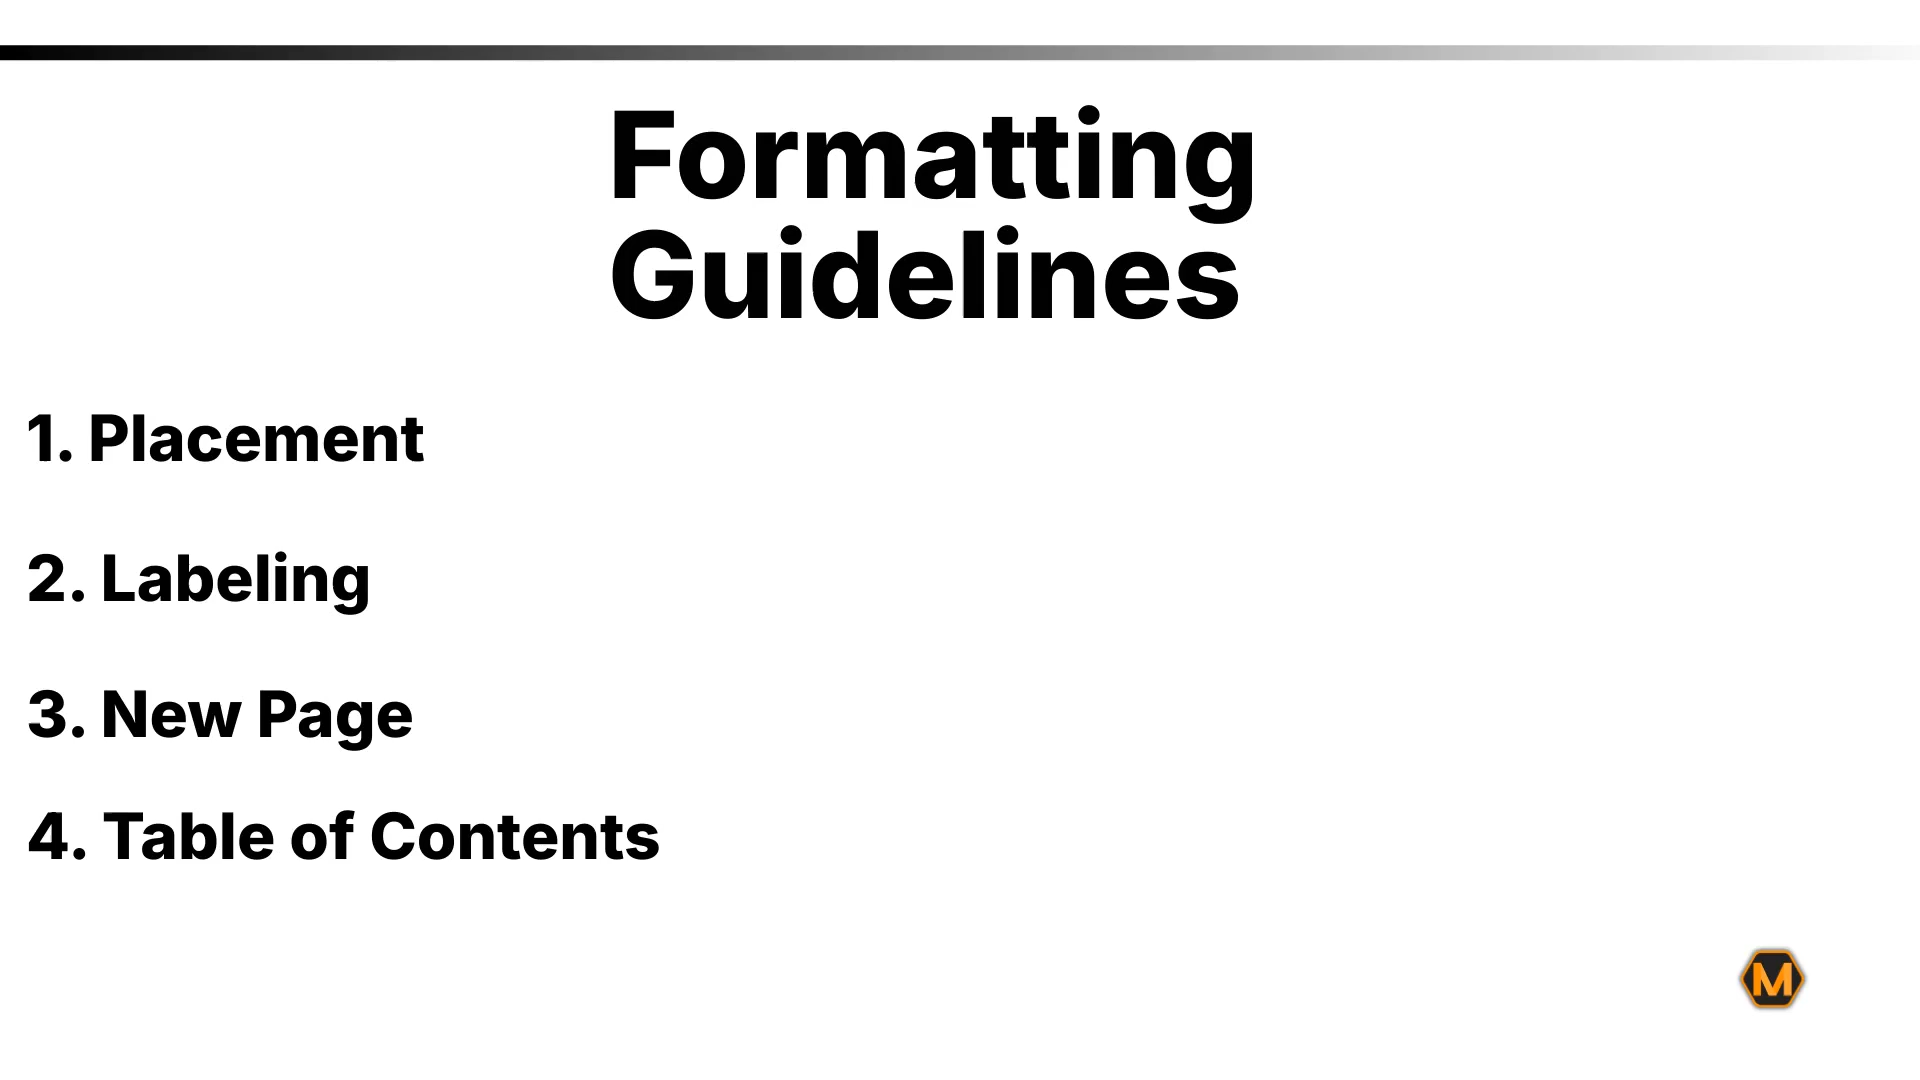 Formatting
Guidelines
1. Placement
2. Labeling
3. New Page
4. Table of Contents
M